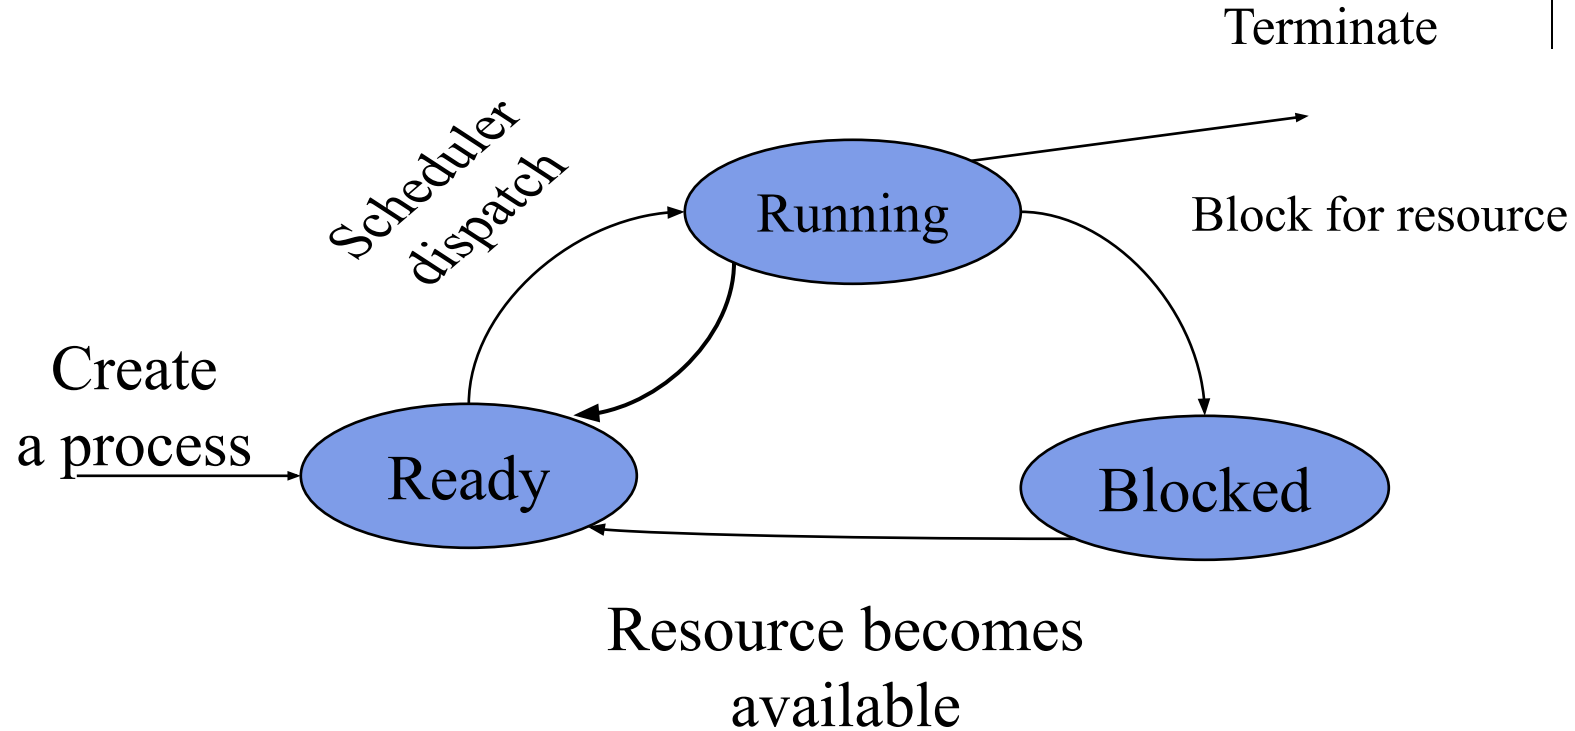 Terminate
Scheduler
dispatch
Running
Block for resource
Create
a process
Ready
Blocked
Resource becomes
available